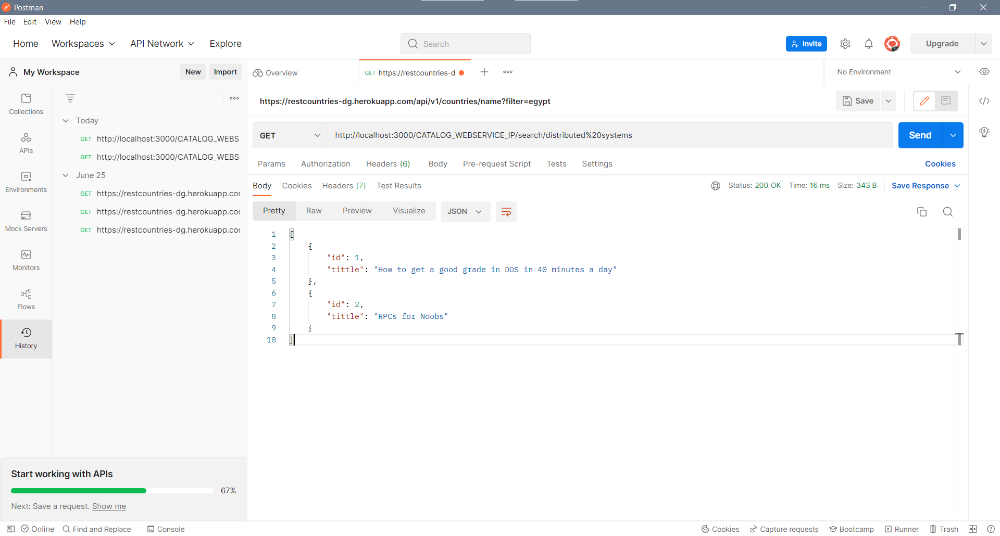 Postman
File Edit View Help
Home Workspaces API Network Explore
Search
Invite
Upgrade
My Workspace
New Import
Overview
GET https://restcountries-d
No Environment
https://restcountries-dg.herokuapp.com/api/v1/countries/name?filter=egypt
Save
GET http://localhost:3000/CATALOG_WEBSERVICE_IP/search/distributed%20systems
Send
Params Authorization Headers (6) Body Pre-request Script Tests Settings
Cookies
Body Cookies Headers (7) Test Results
Status: 200 OK Time: 16 ms Size: 343 B
Save Response
Pretty Raw Preview Visualize
JSON
1 [
2 {
3 "id": 1,
4 "tittle": "How to get a good grade in DOS in 40 minutes a day"
5 },
6 {
7 "id": 2,
8 "tittle": "RPCs for Noobs"
9 }
10 ]
Collections
APIs
Environments
Mock Servers
Monitors
Flows
History
Today
GET http://localhost:3000/CATALOG_WEBS
GET http://localhost:3000/CATALOG_WEBS
June 25
GET https://restcountries-dg.herokuapp.co
GET https://restcountries-dg.herokuapp.co
GET https://restcountries-dg.herokuapp.co
Start working with APIs
67%
Next: Save a request. Show me
Online Find and Replace Console
Cookies Capture requests Bootcamp Runner Trash